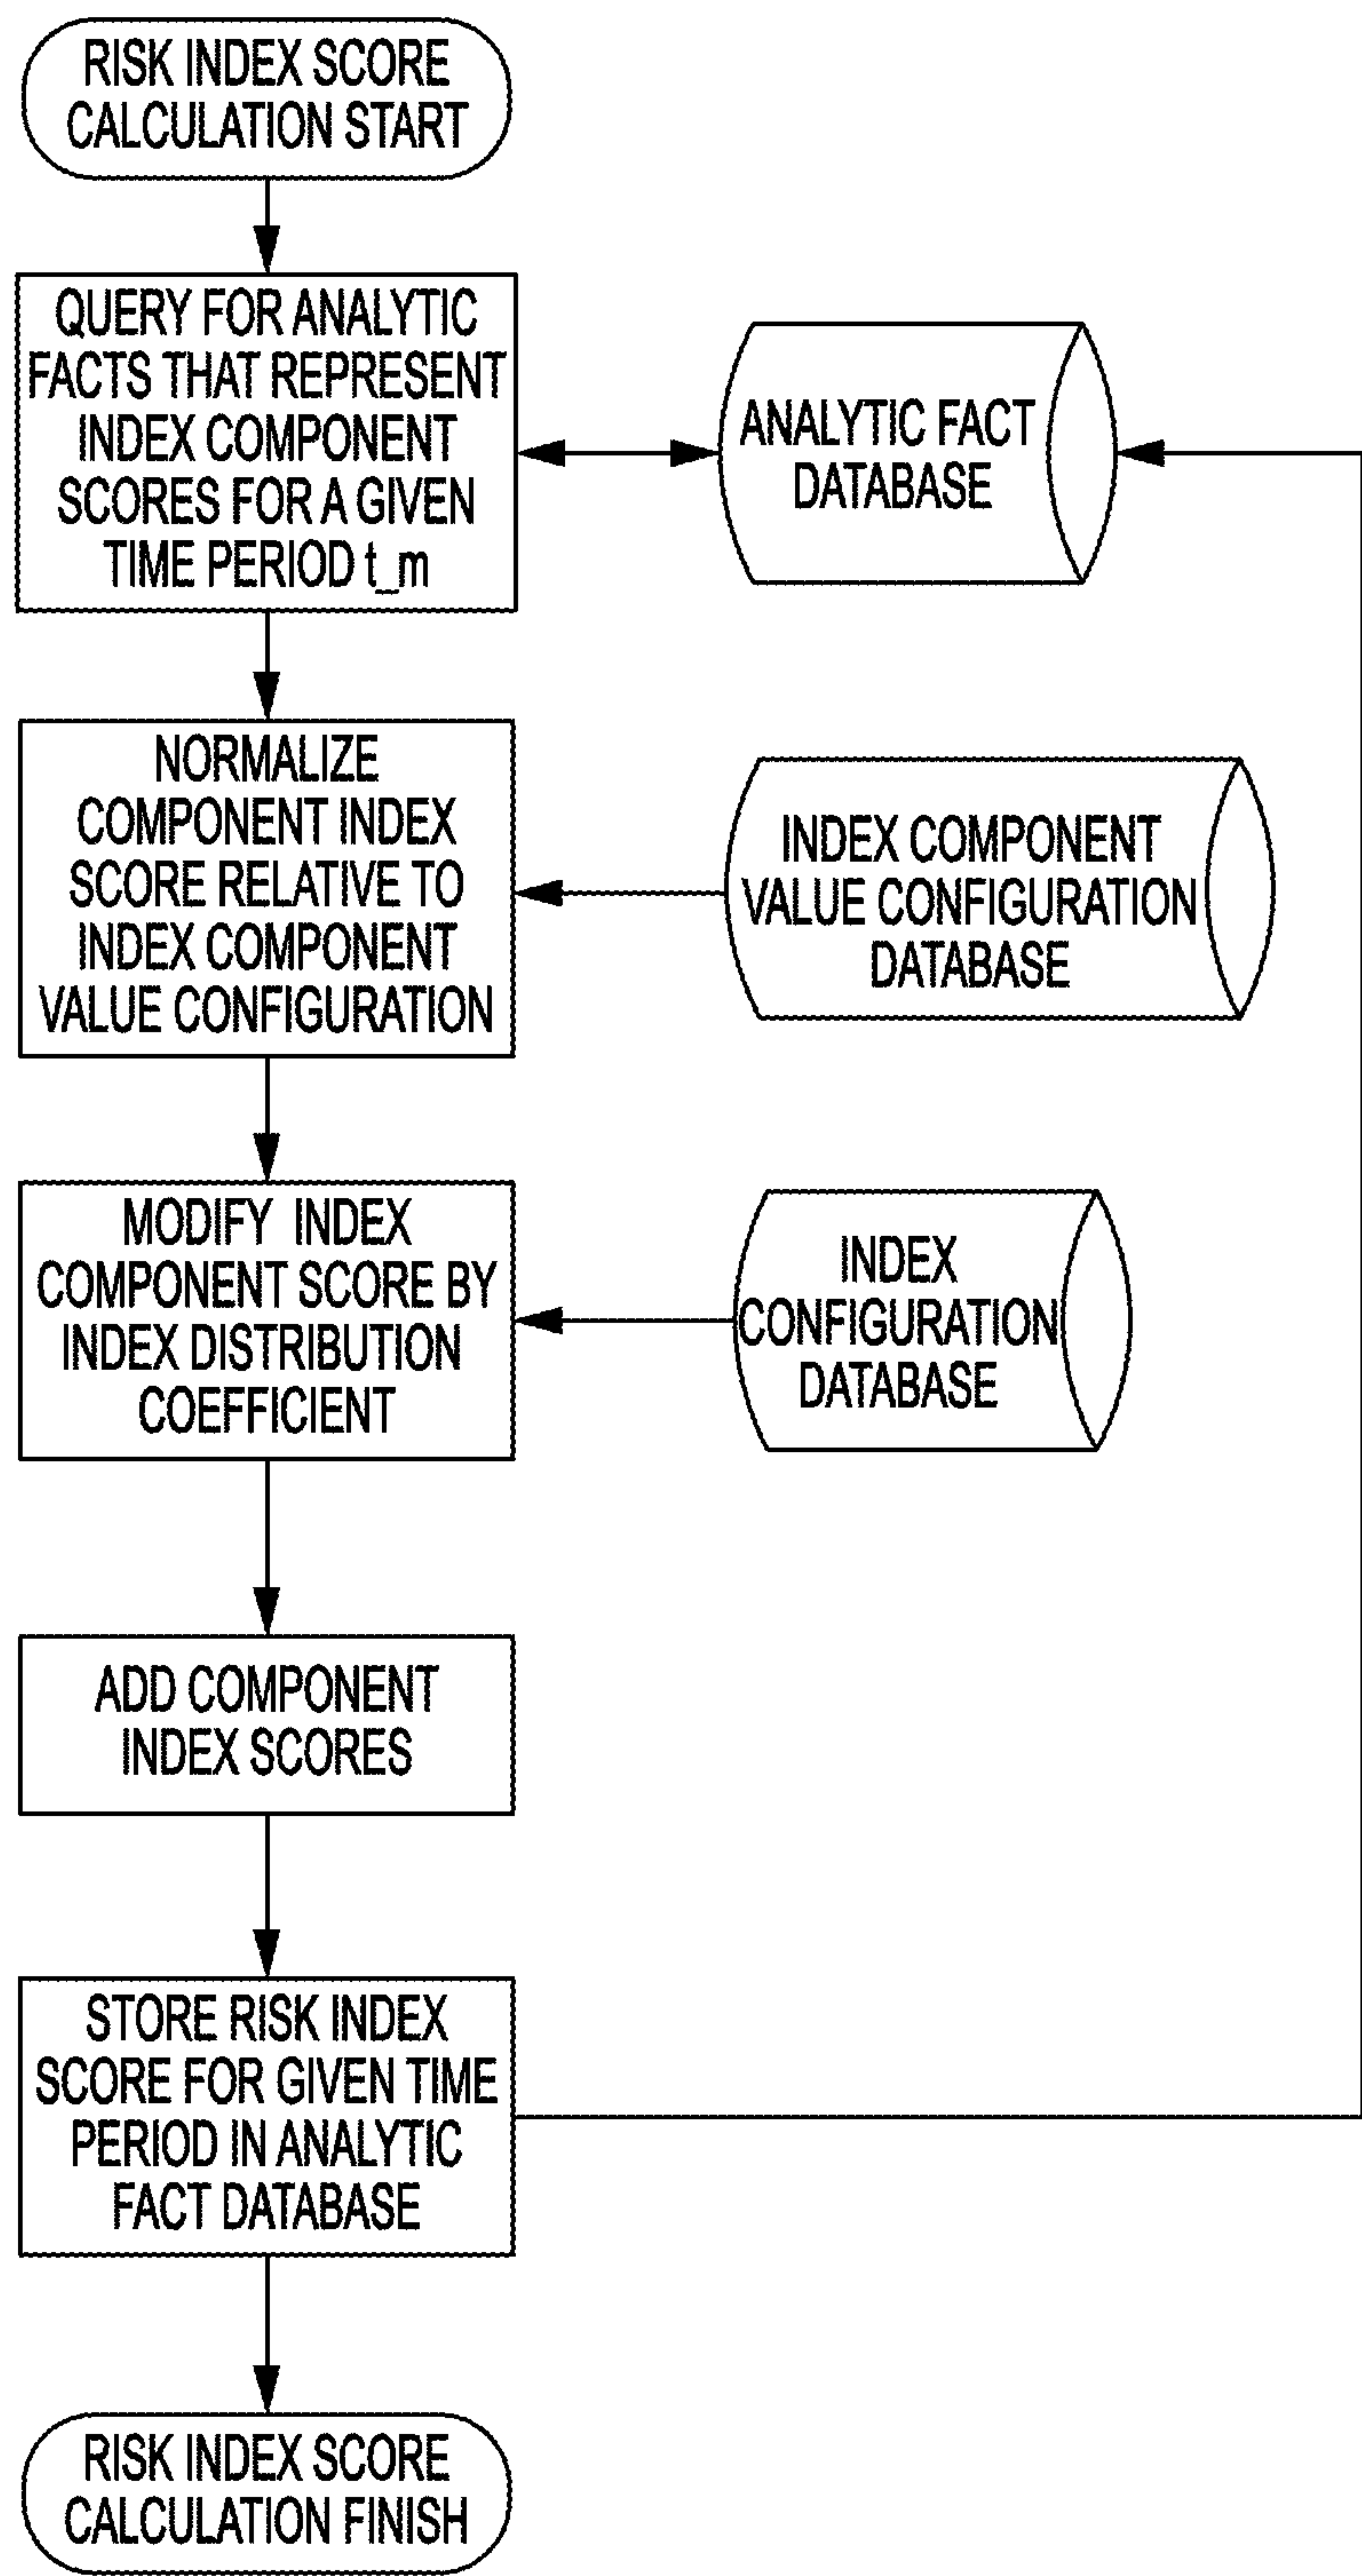 RISK INDEX SCORE
CALCULATION START
QUERY FOR ANALYTIC
FACTS THAT REPRESENT
INDEX COMPONENT
SCORES FOR A GIVEN
TIME PERIOD t_m
ANALYTIC FACT
DATABASE
NORMALIZE
COMPONENT INDEX
SCORE RELATIVE TO
INDEX COMPONENT
VALUE CONFIGURATION
INDEX COMPONENT
VALUE CONFIGURATION
DATABASE
MODIFY INDEX
COMPONENT SCORE BY
INDEX DISTRIBUTION
COEFFICIENT
INDEX
CONFIGURATION
DATABASE
ADD COMPONENT
INDEX SCORES
STORE RISK INDEX
SCORE FOR GIVEN TIME
PERIOD IN ANALYTIC
FACT DATABASE
RISK INDEX SCORE
CALCULATION FINISH